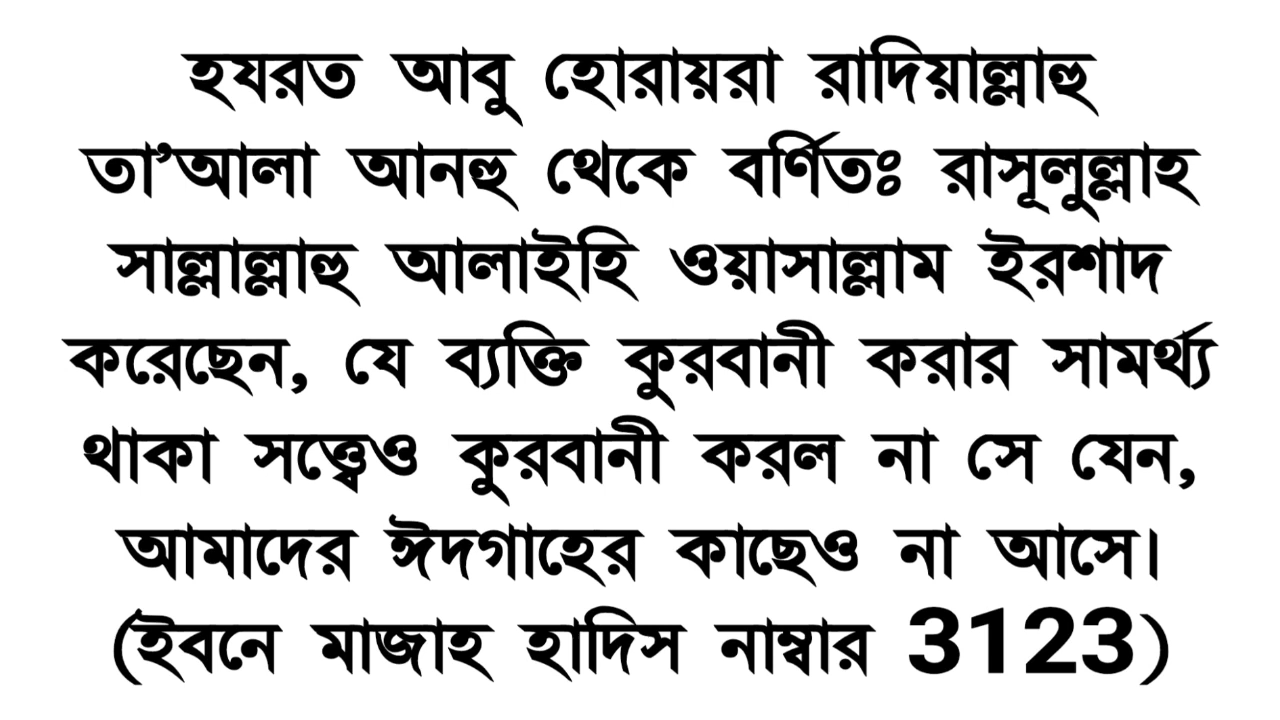 হযরত আবু হোরায়রা রাদিয়াল্লাহু
তা’আলা আনহু থেকে বর্ণিতঃ রাসূলুল্লাহ
সাল্লাল্লাহু আলাইহি ওয়াসাল্লাম ইরশাদ
করেছেন, যে ব্যক্তি কুরবানী করার সামর্থ্য
থাকা সত্ত্বেও কুরবানী করল না সে যেন,
আমাদের ঈদগাহের কাছেও না আসে।
(ইবনে মাজাহ হাদিস নাম্বার 3123)